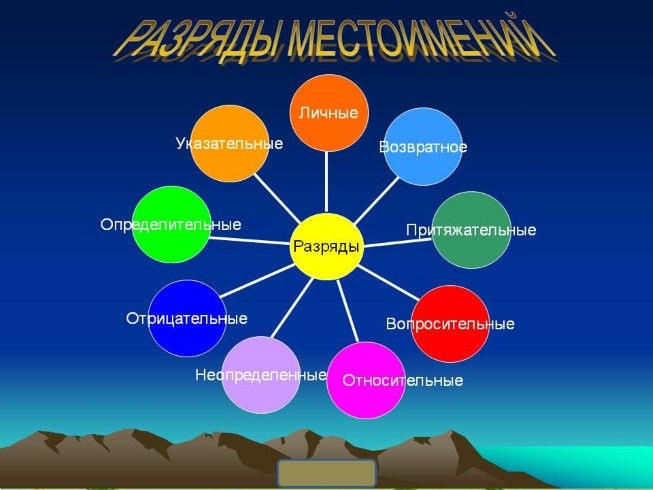 РАЗРЯДЫ МЕСТОИМЕНИЙ
Личные
Возвратное
Притяжательные
Вопросительные
Относительные
Неопределенные
Отрицательные
Определительные
Указательные
Разряды